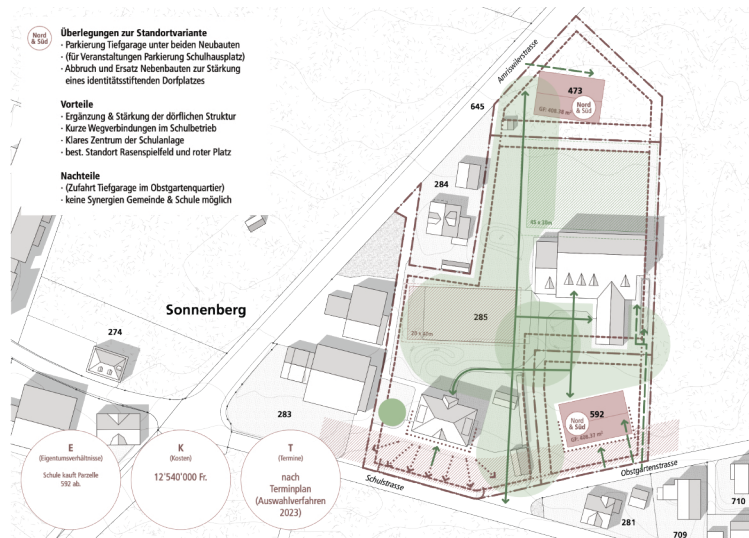 Nord
& Süd
Überlegungen zur Standortvariante
- Parkierung Tiefgarage unter beiden Neubauten
- (für Veranstaltungen Parkierung Schulhausplatz)
- Abbruch und Ersatz Nebenbauten zur Stärkung
eines identitätsstiftenden Dorfplatzes
Vorteile
- Ergänzung & Stärkung der dörflichen Struktur
- Kurze Wegverbindungen im Schulbetrieb
- Klares Zentrum der Schulanlage
- best. Standort Rasenspielfeld und roter Platz
Nachteile
- (Zufahrt Tiefgarage im Obstgartenquartier)
- keine Synergien Gemeinde & Schule möglich
Amriswilerstrasse
473
Nord
& Süd
645
284
45 x 30m
Sonnenberg
285
274
283
592
Nord
& Süd
E
(Eigentumsverhältnisse)
Schule kauft Parzelle
592 ab.
K
(Kosten)
12'540'000 Fr.
T
(Termine)
nach
Terminplan
(Auswahlverfahren
2023)
Schulstrasse
Obstgartenstrasse
281
709
710